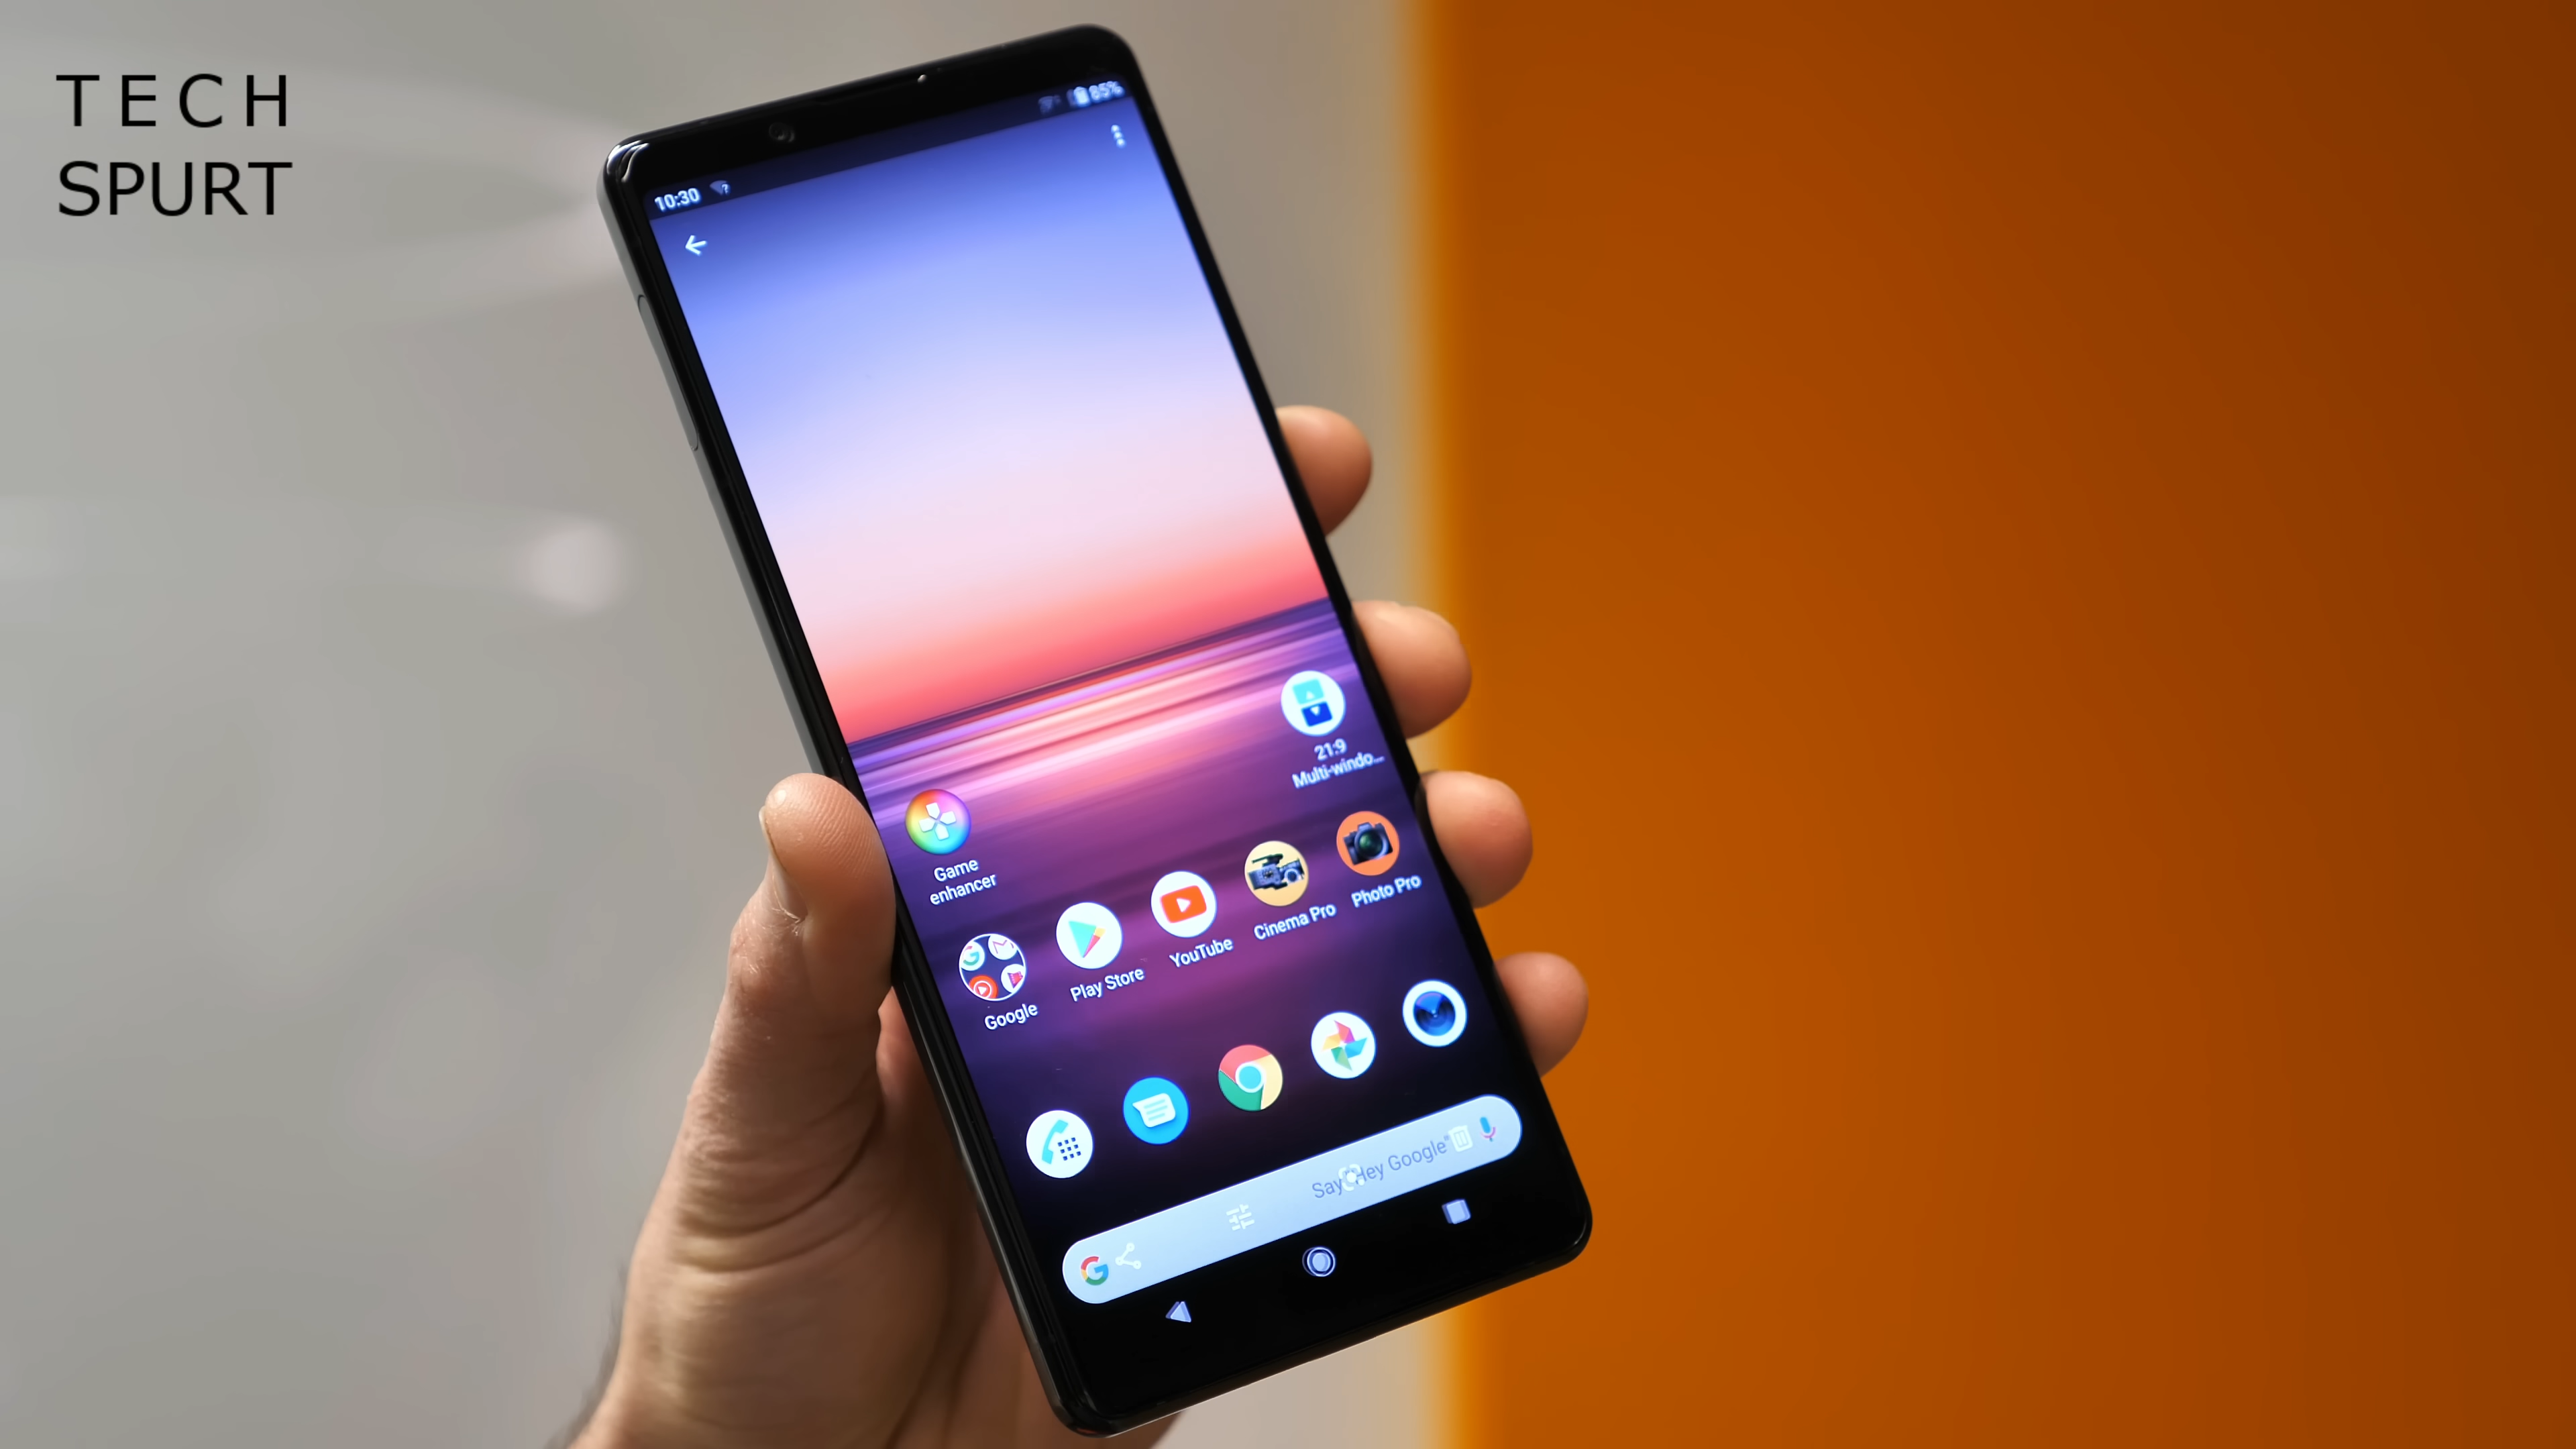 TECH
SPURT
10:30
85%
21:9
Multi-windo...
Game
enhancer
Google
Play Store
YouTube
Cinema Pro
Photo Pro
Say "Hey Google"